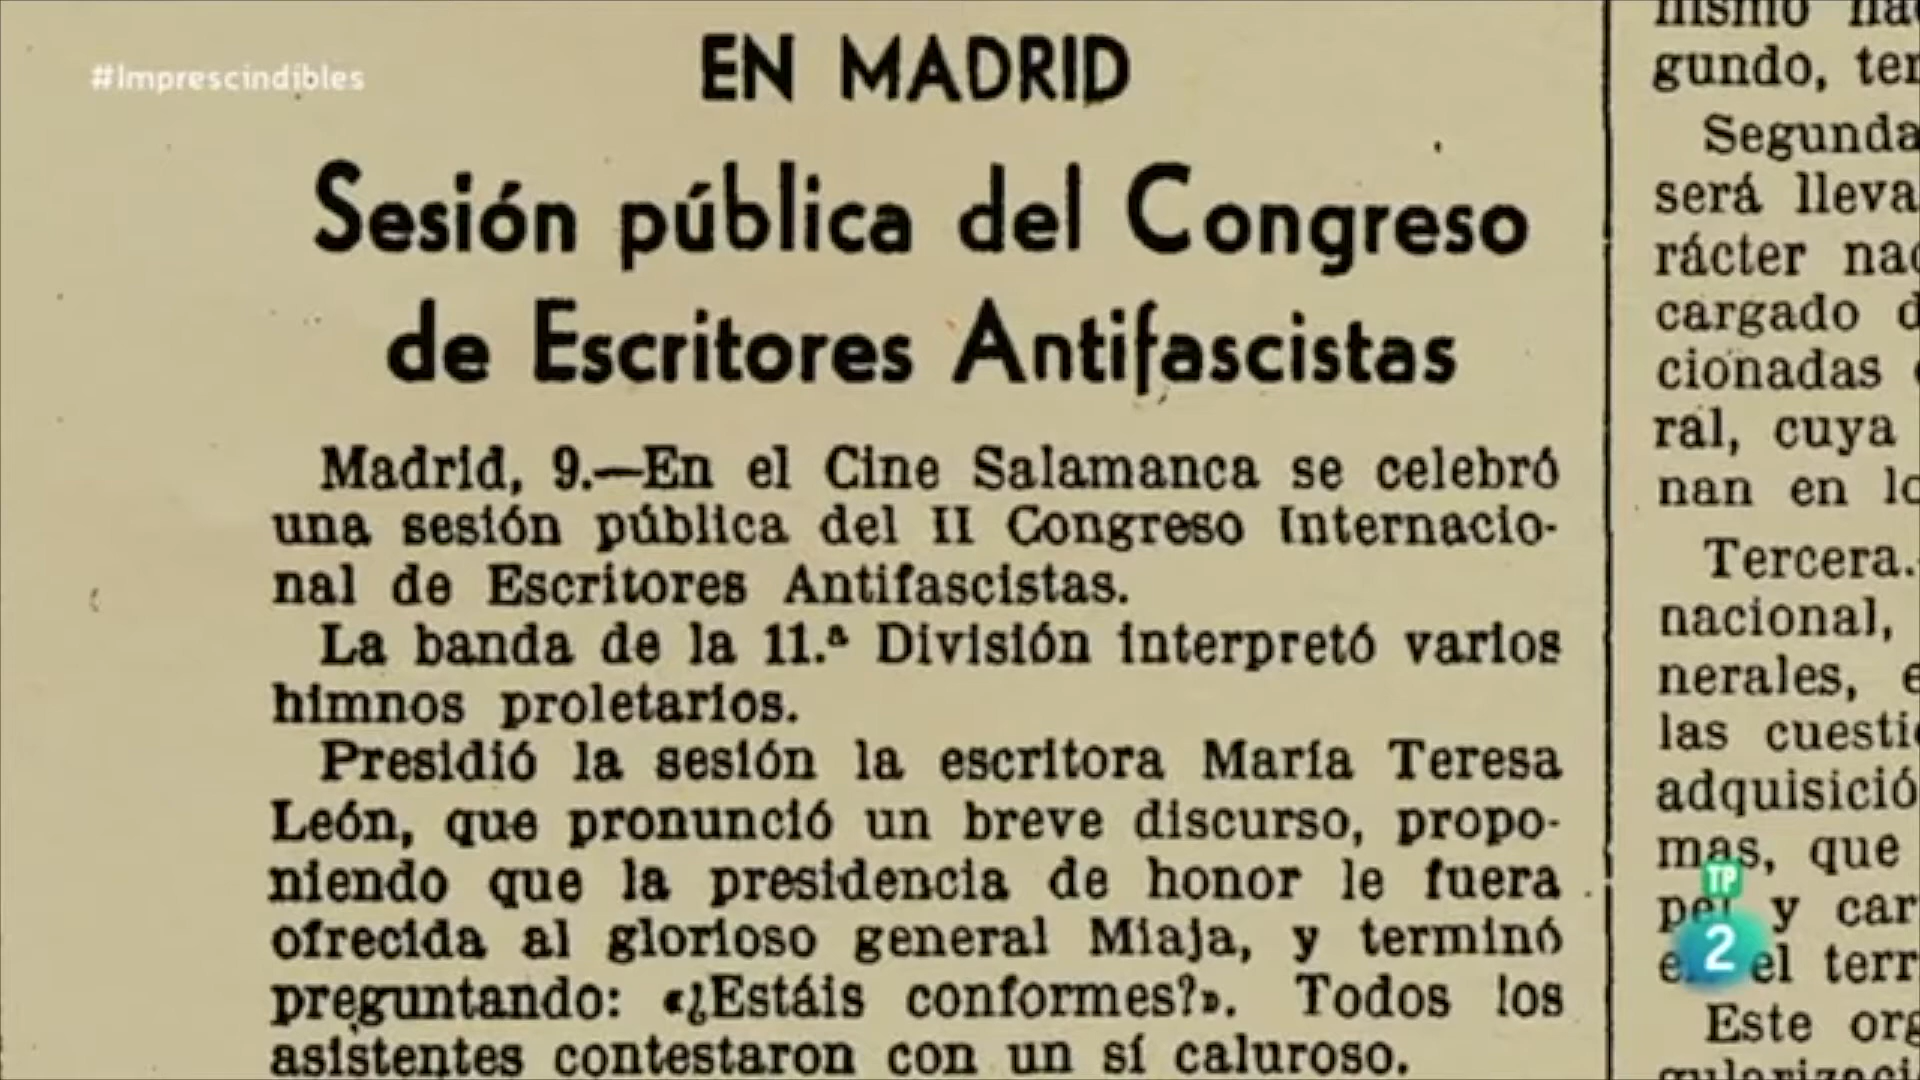 #Imprescindibles
EN MADRID
Sesión pública del Congreso
de Escritores Antifascistas
Madrid, 9.—En el Cine Salamanca se celebró
una sesión pública del II Congreso Internacio-
nal de Escritores Antifascistas.
La banda de la 11.ª División interpretó varios
himnos proletarios.
Presidió la sesión la escritora María Teresa
León, que pronunció un breve discurso, propo-
niendo que la presidencia de honor le fuera
ofrecida al glorioso general Miaja, y terminó
preguntando: «¿Estáis conformes?». Todos los
asistentes contestaron con un sí caluroso.
gundo,
Segunda
será lleva
rácter
cargado
cionadas
ral, cuya
nan en
Tercera.
nacional,
nerales,
las
adquisició
mas, que
y
el
Este
TP
2